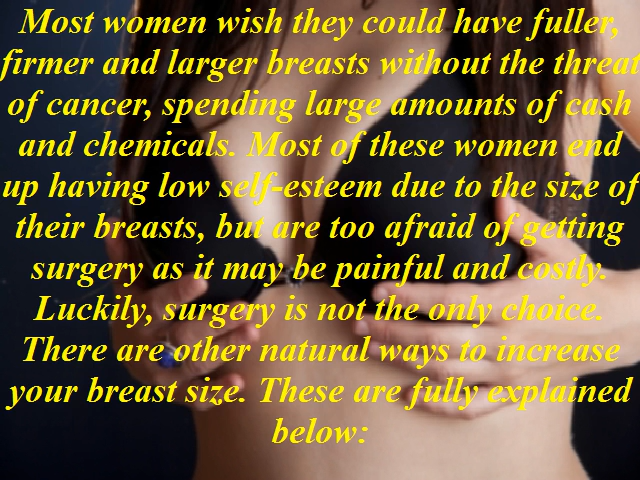 Most women wish they could have fuller,
firmer and larger breasts without the threat
of cancer, spending large amounts of cash
and chemicals. Most of these women end
up having low self-esteem due to the size of
their breasts, but are too afraid of getting
surgery as it may be painful and costly.
Luckily, surgery is not the only choice.
There are other natural ways to increase
your breast size. These are fully explained
below: